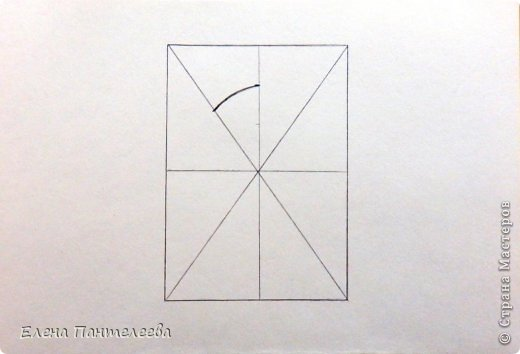 Елена Пантелеева
© Страна Мастеров